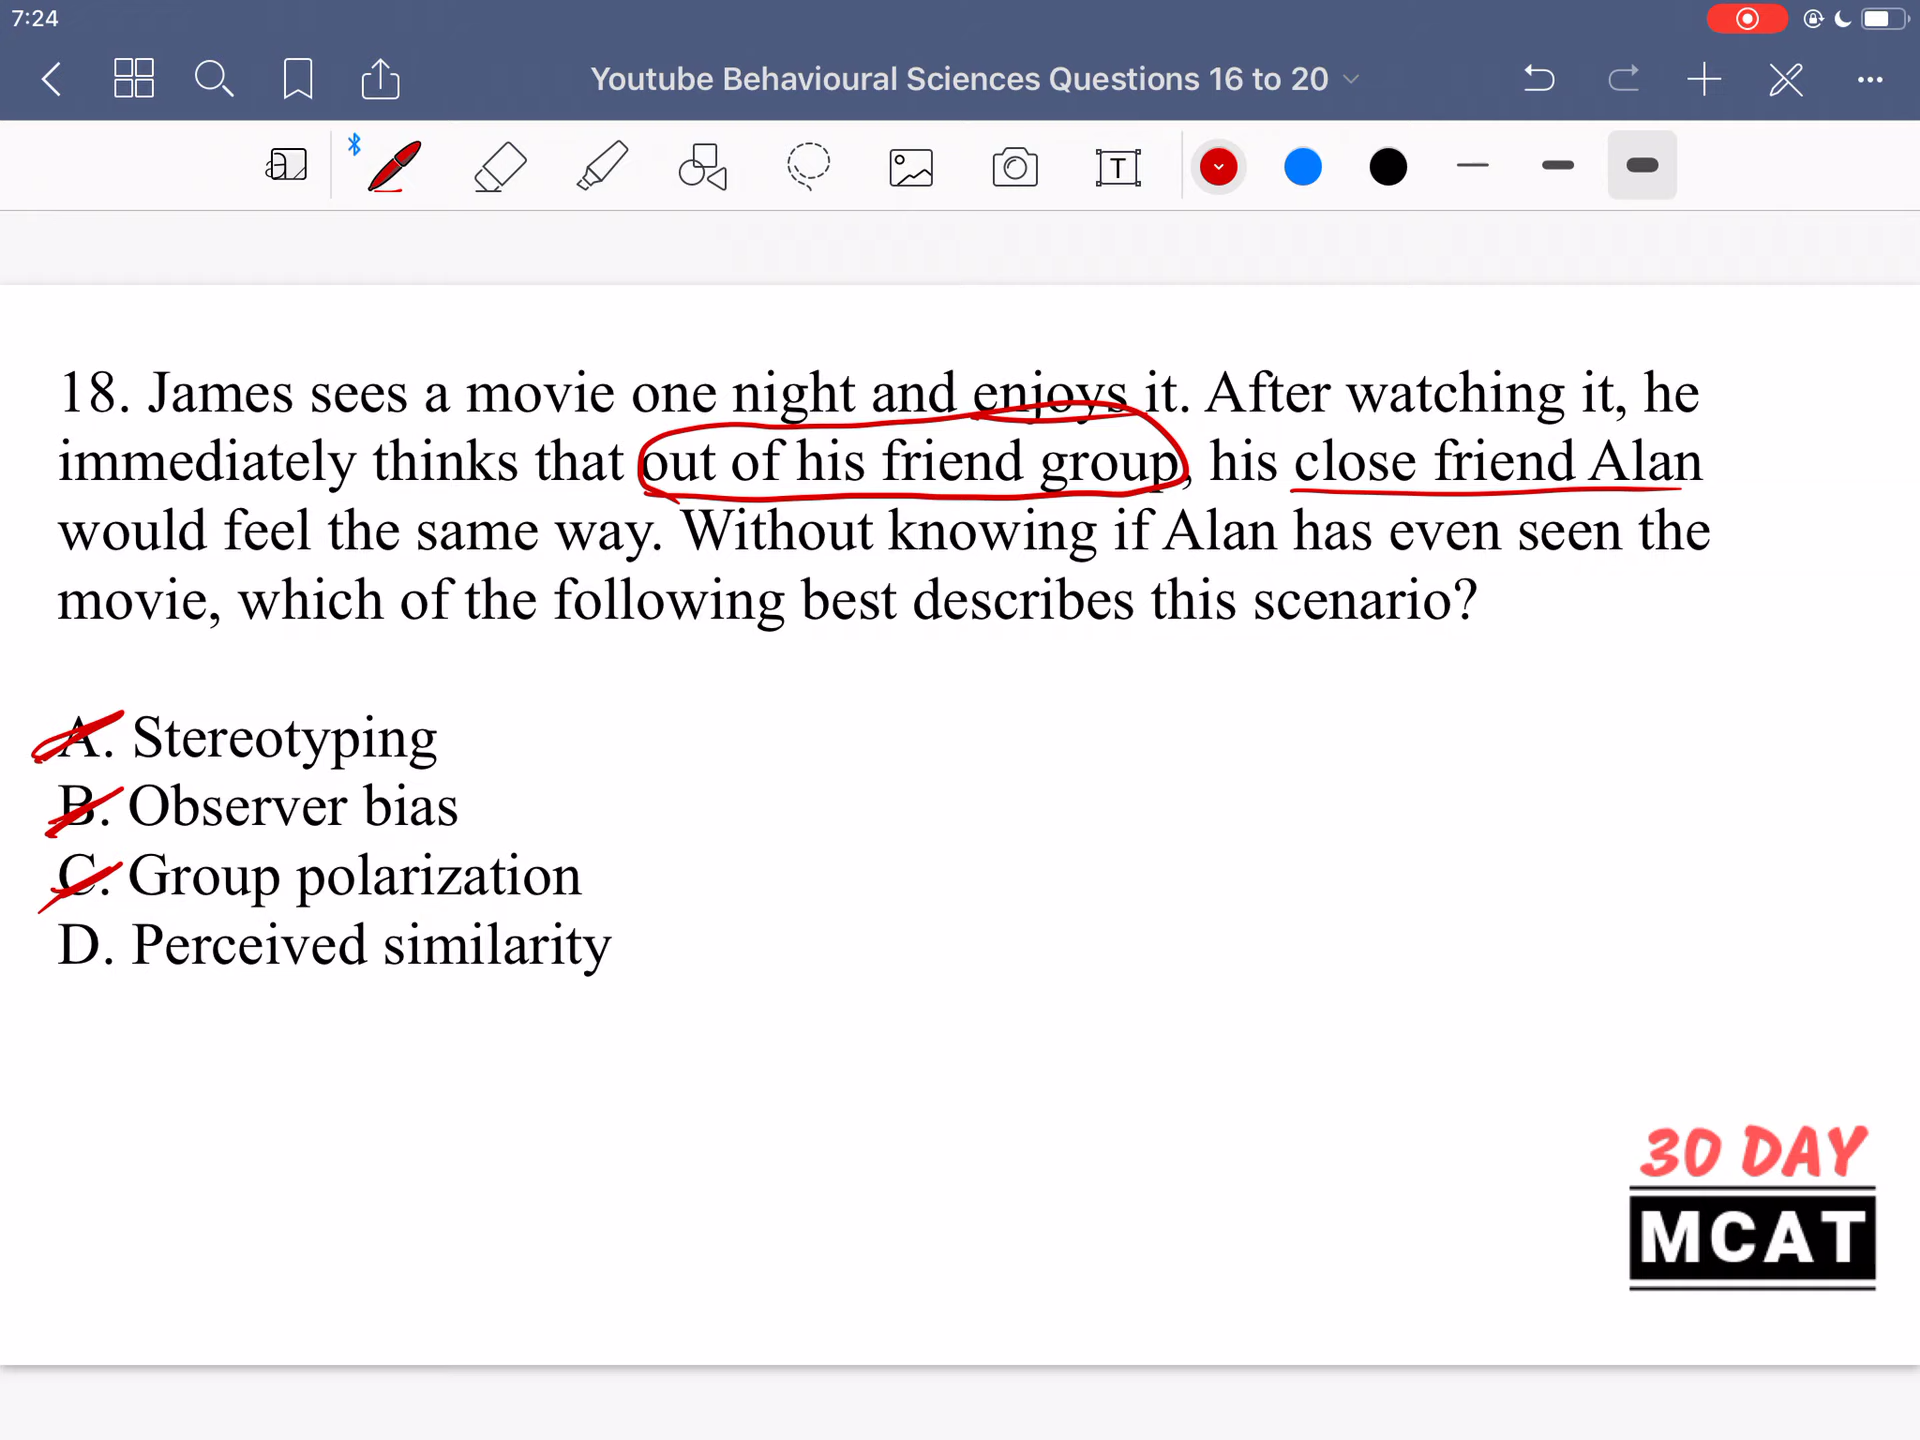 7:24
Youtube Behavioural Sciences Questions 16 to 20
T
18. James sees a movie one night and enjoys it. After watching it, he
immediately thinks that out of his friend group, his close friend Alan
would feel the same way. Without knowing if Alan has even seen the
movie, which of the following best describes this scenario?
A. Stereotyping
B. Observer bias
C. Group polarization
D. Perceived similarity
30 DAY
MCAT